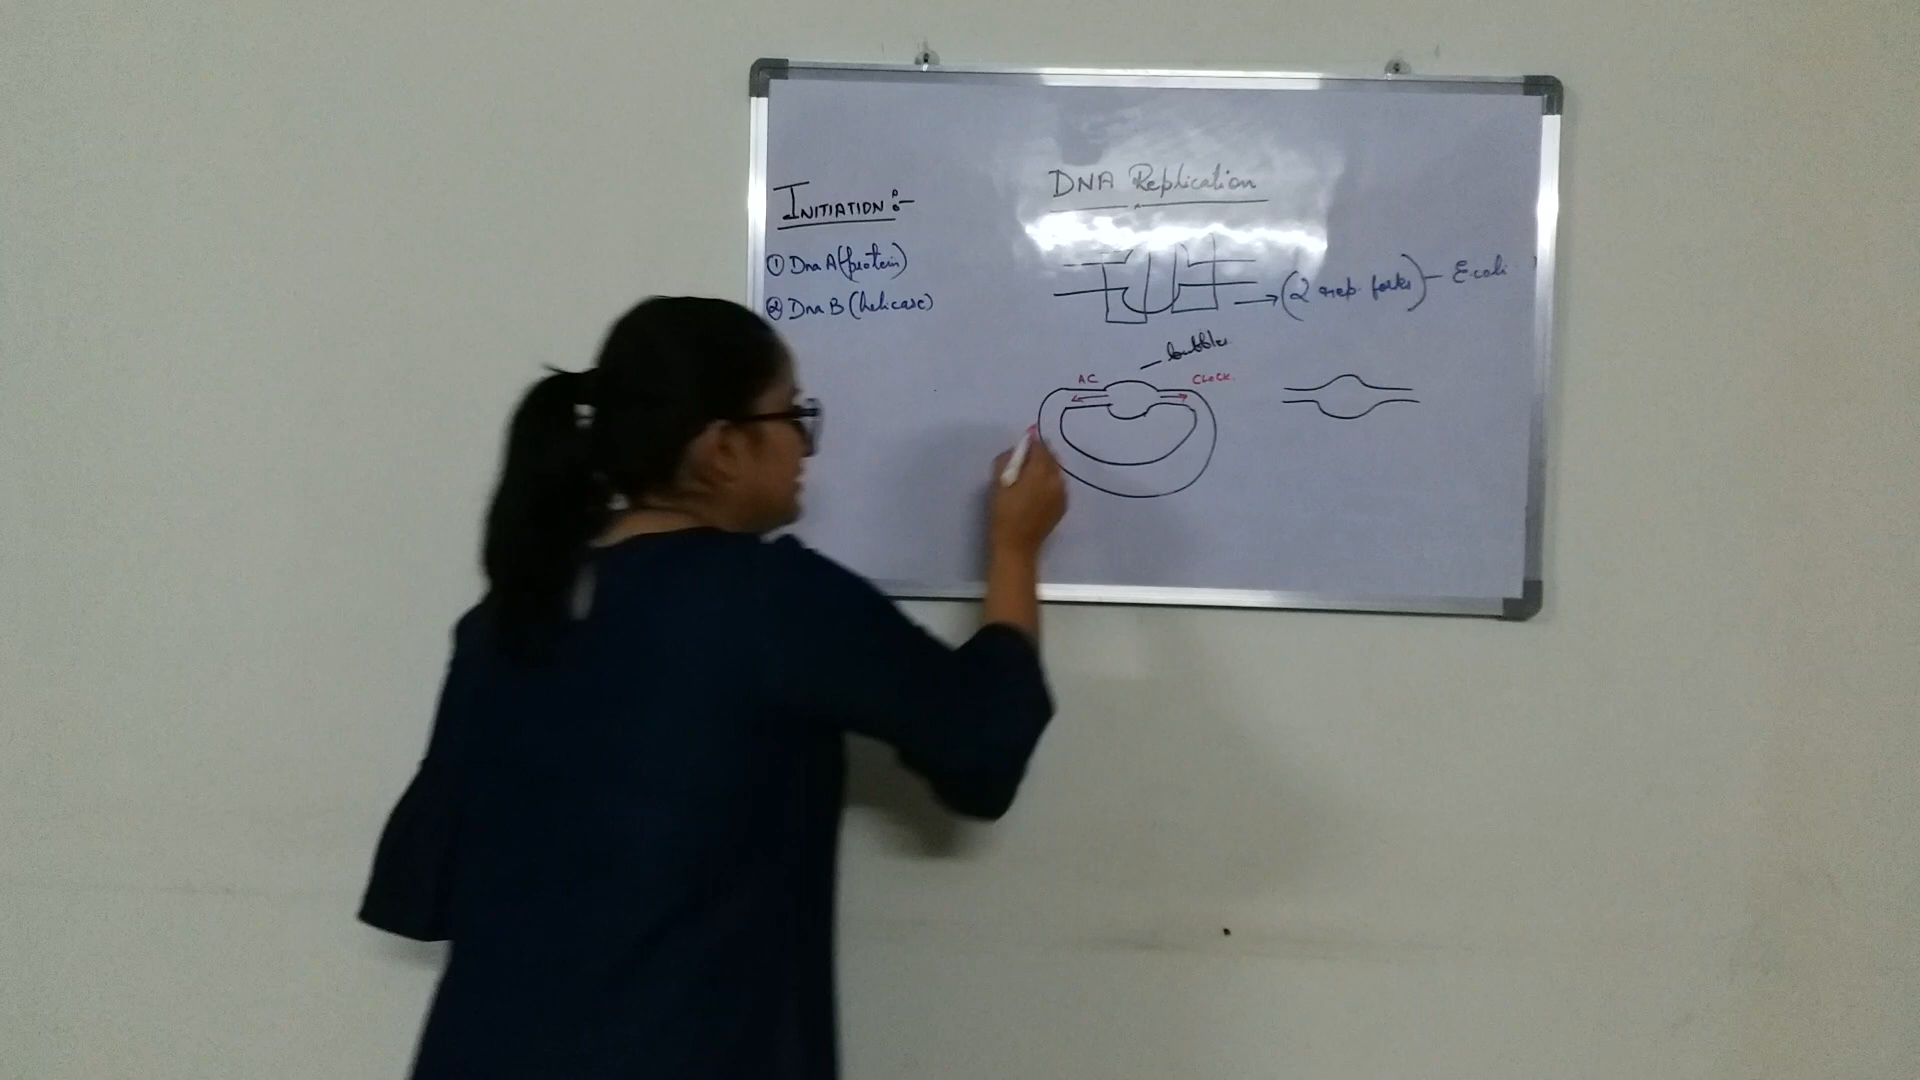 DNA Replication
INITIATION :-
① Dna A (protein)
② Dna B (helicase)
→ (2 rep. forks) - E.coli
bubble
AC
CLOCK.